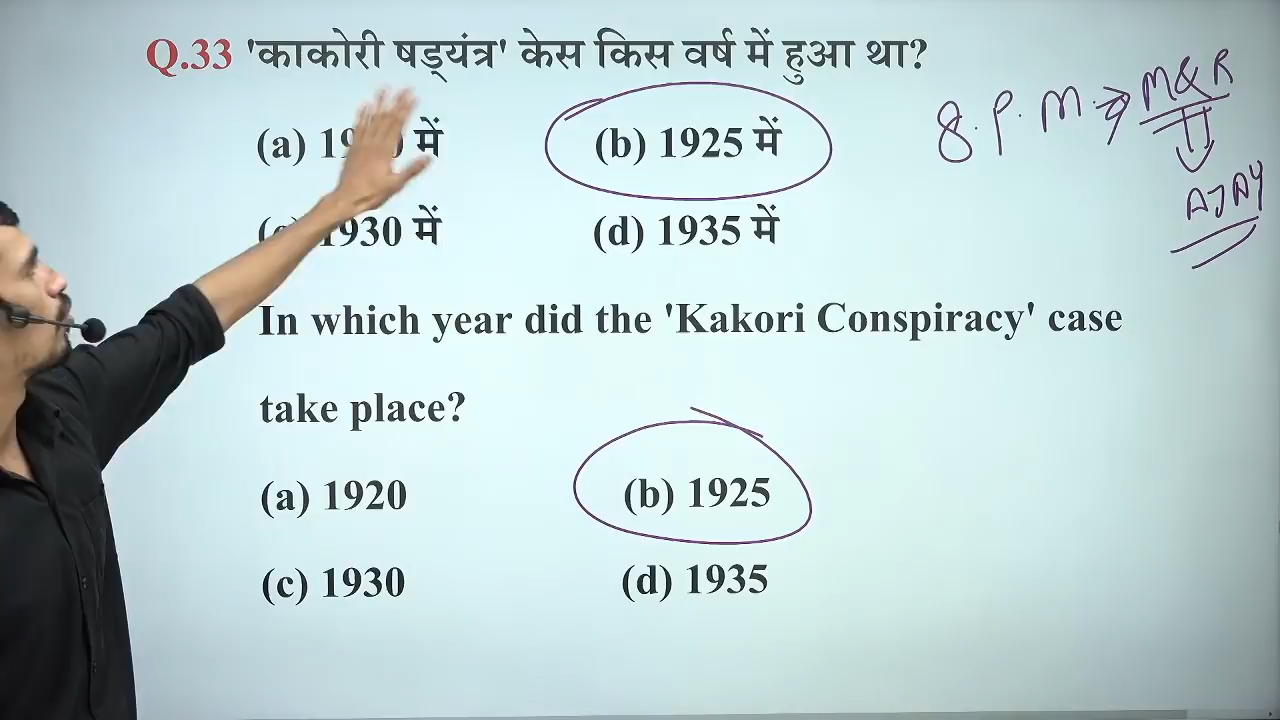 Q.33 'काकोरी षड्यंत्र' केस किस वर्ष में हुआ था?
(a) में (b) 1925 में
1930 में (d) 1935 में
In which year did the 'Kakori Conspiracy' case
take place?
(a) 1920 (b) 1925
(c) 1930 (d) 1935
8. P. M. → M & R
AJAY